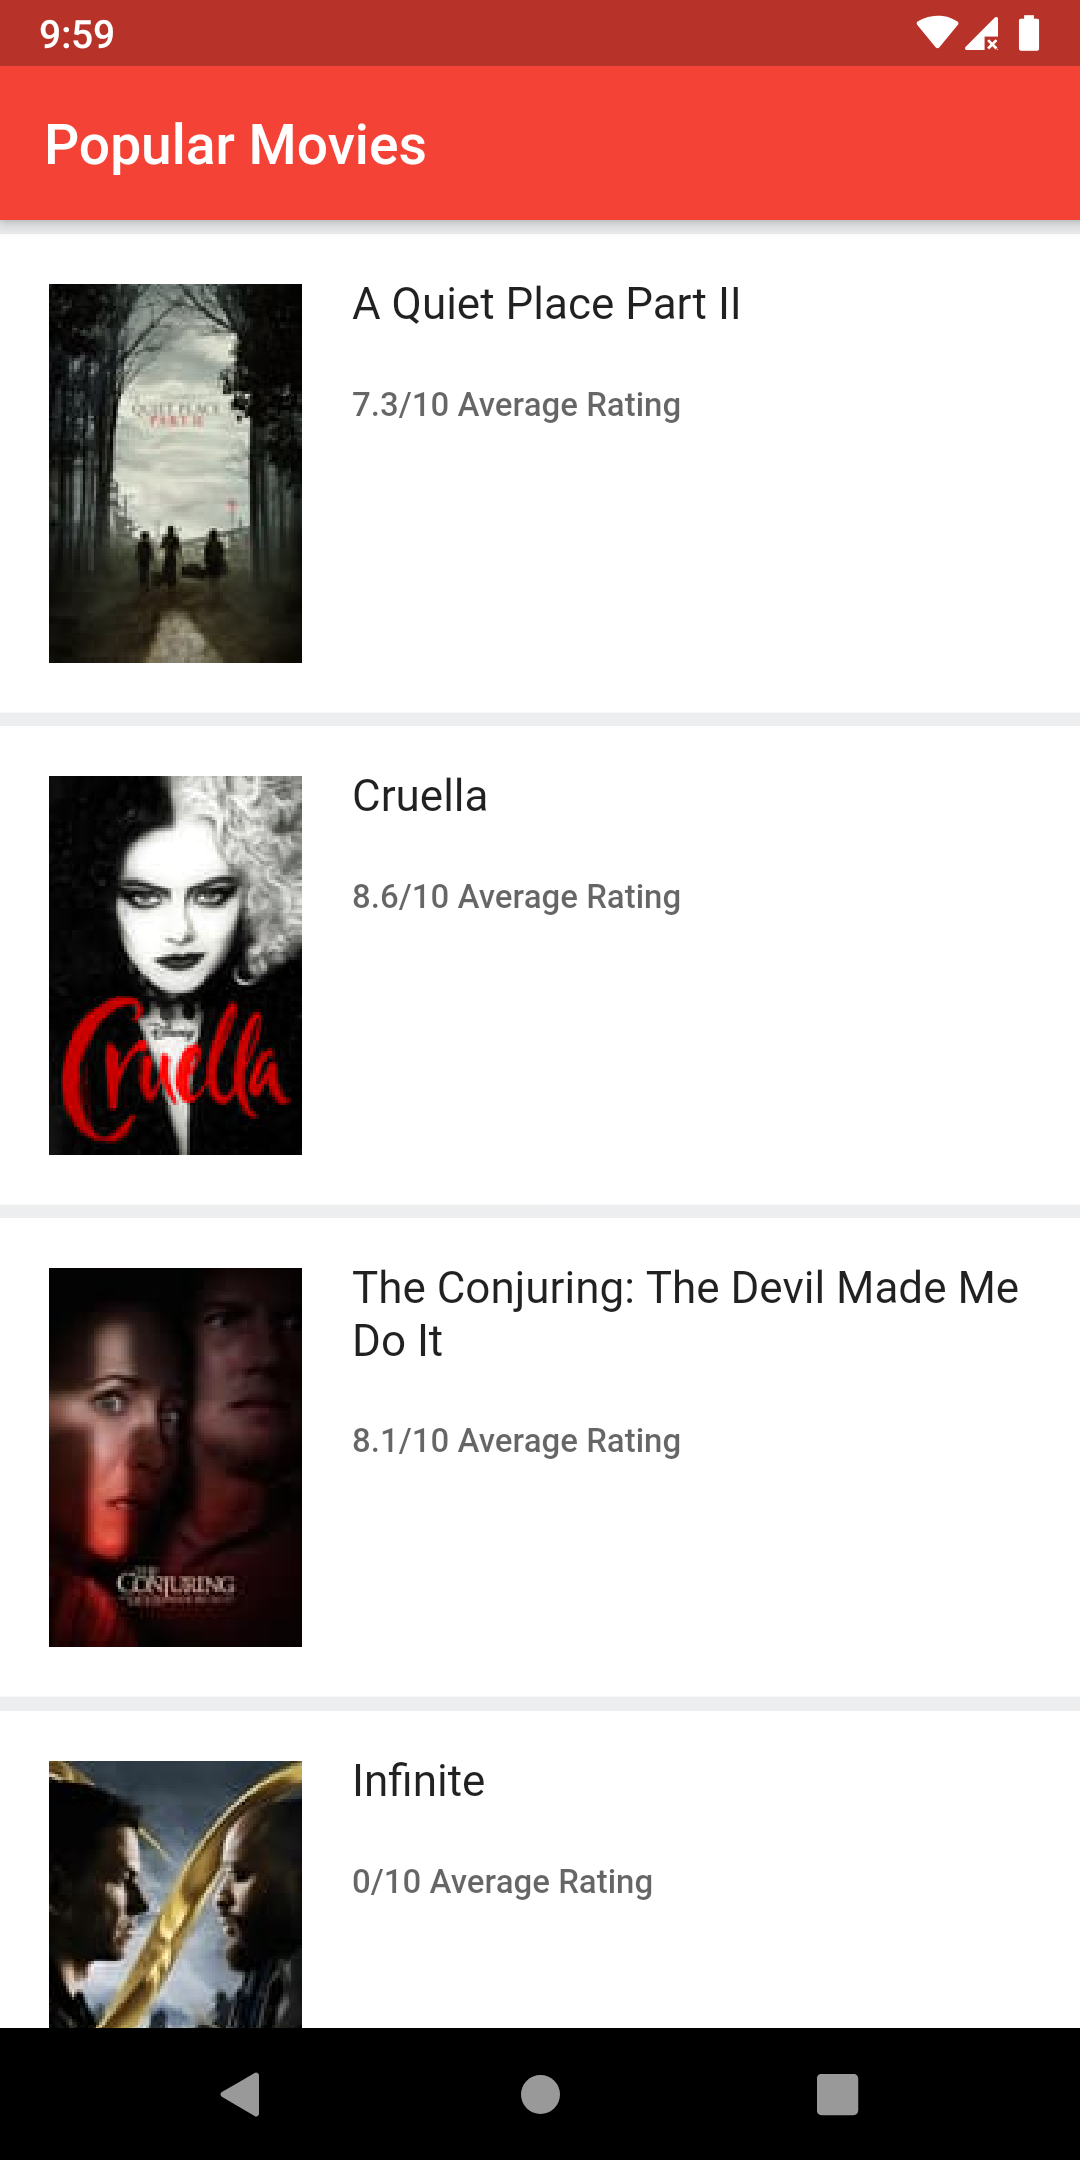 9:59
Popular Movies
A Quiet Place Part II
7.3/10 Average Rating
QUIET PLACE
PART II
Cruella
8.6/10 Average Rating
Disney
Cruella
The Conjuring: The Devil Made Me
Do It
8.1/10 Average Rating
THE
CONJURING
Infinite
0/10 Average Rating